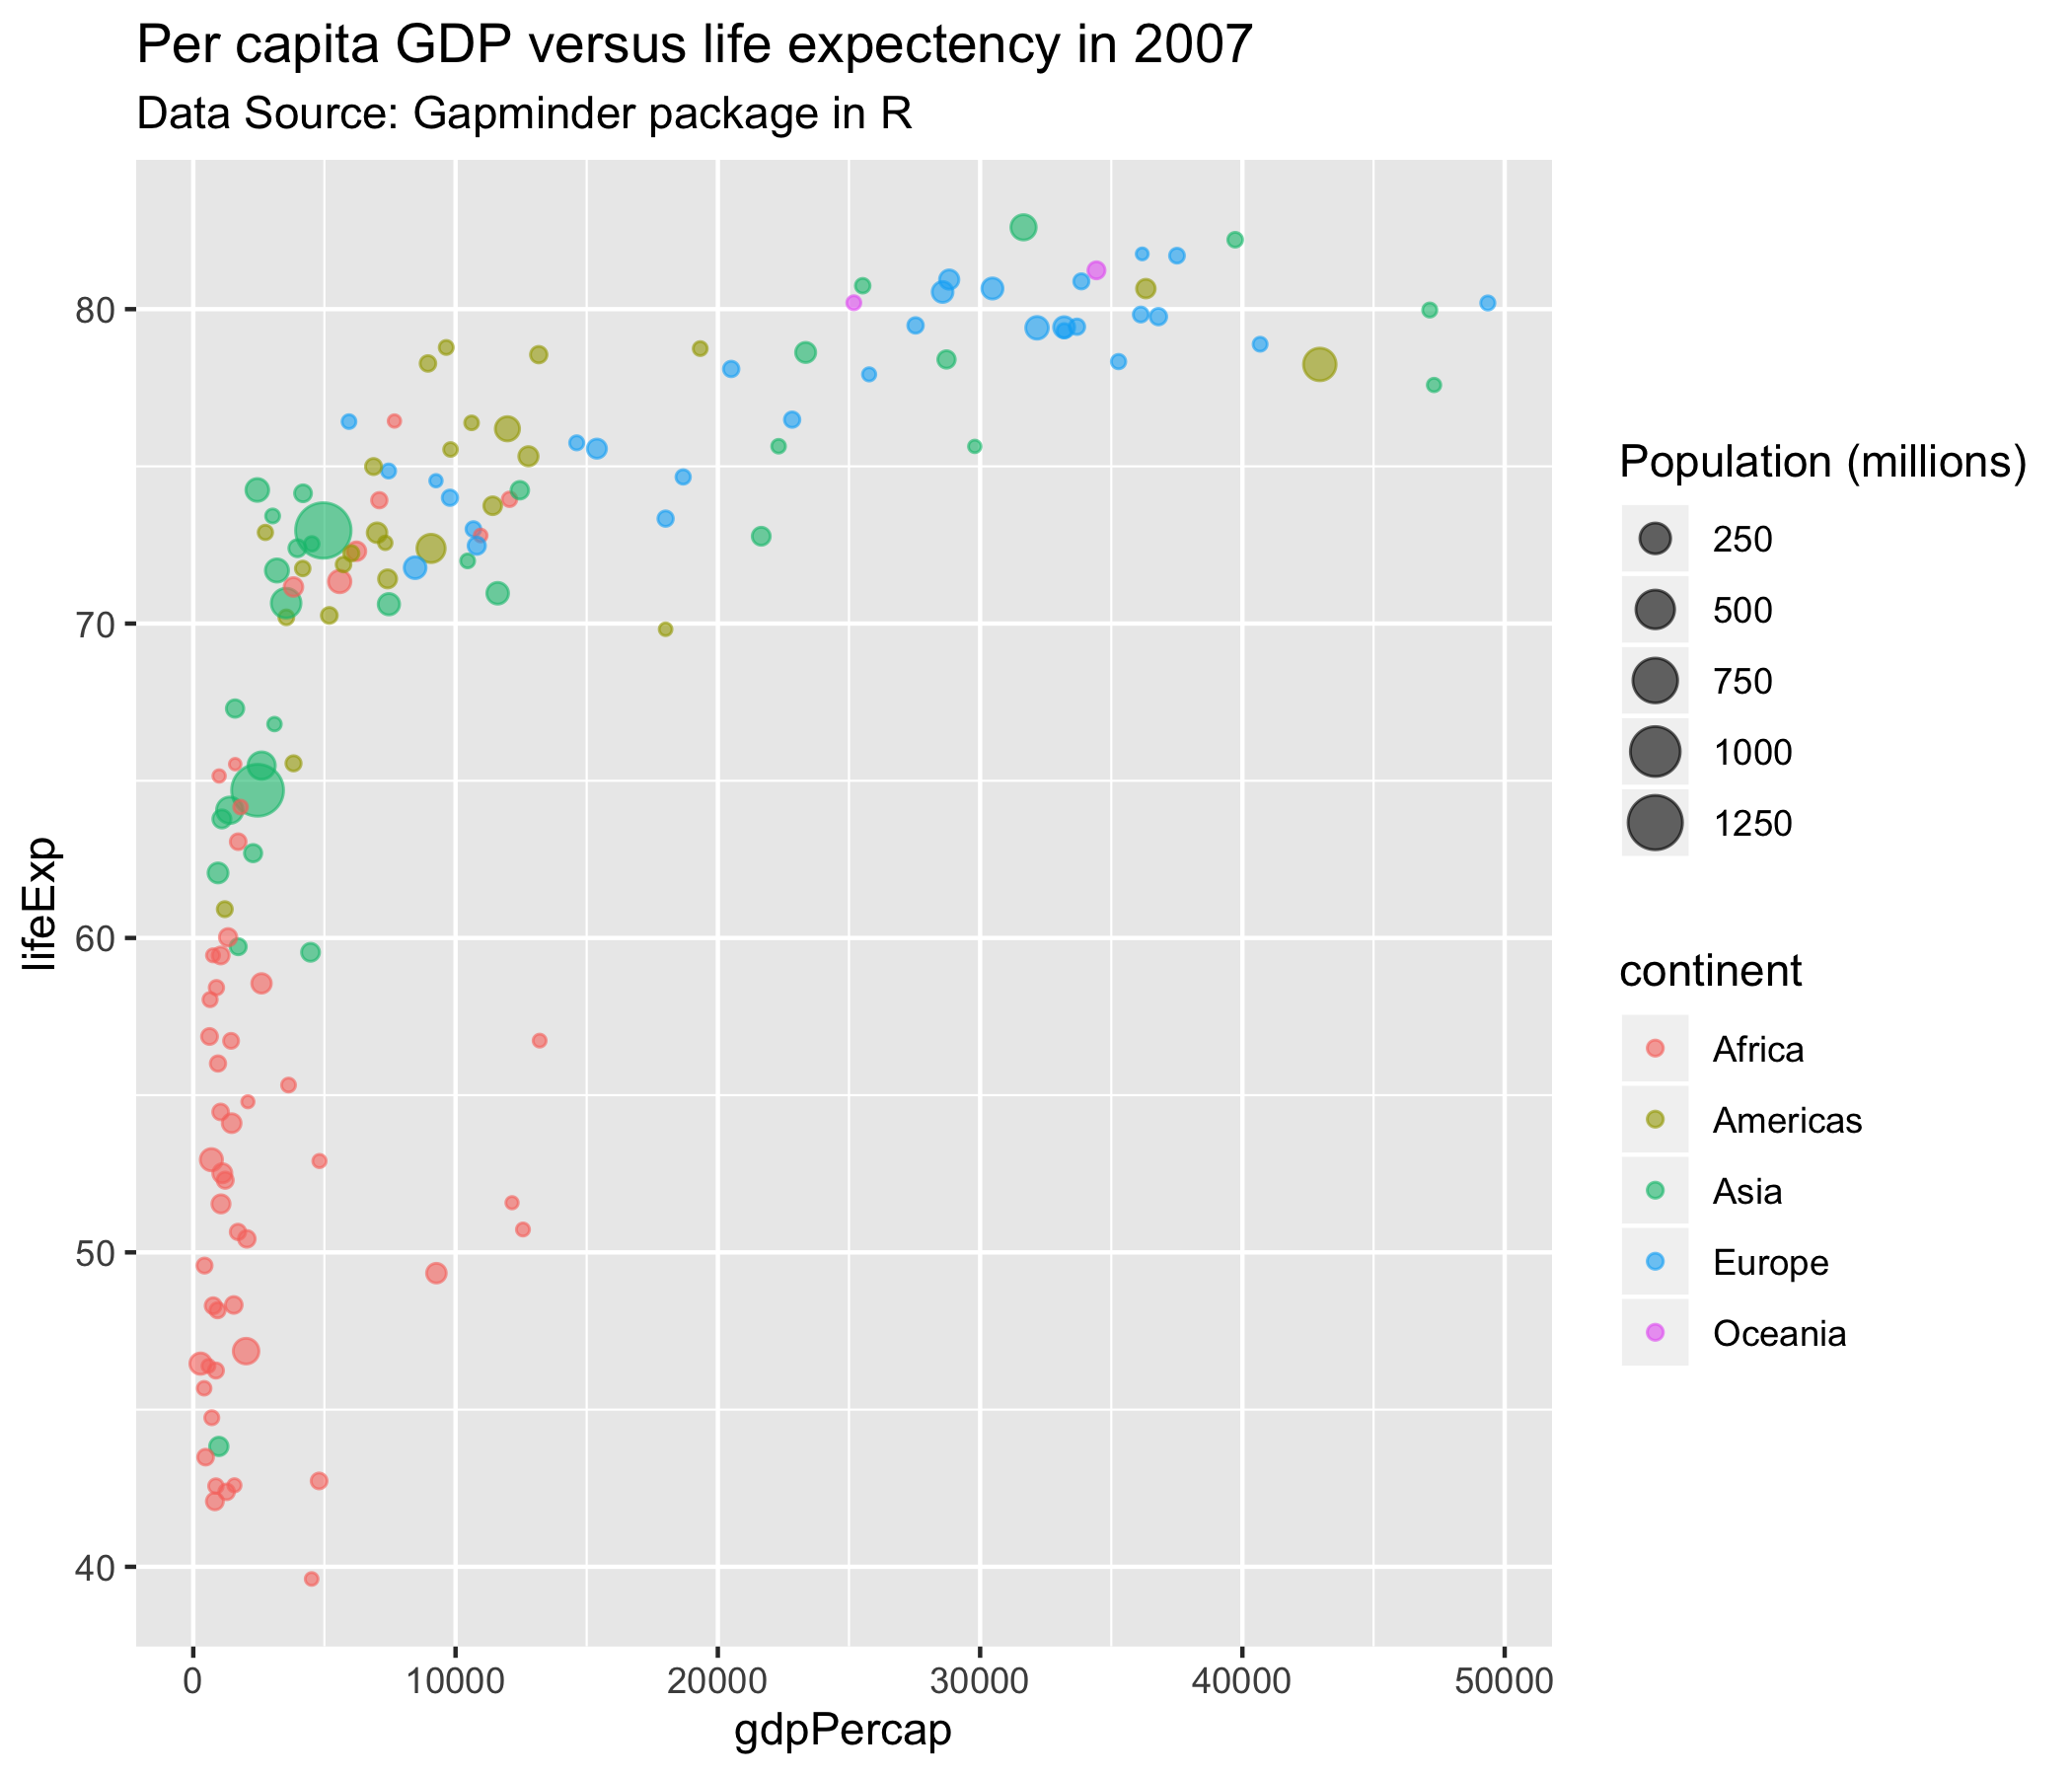 Per capita GDP versus life expectency in 2007
Data Source: Gapminder package in R
lifeExp
80
70
60
50
40
0 10000 20000 30000 40000 50000
gdpPercap
Population (millions)
250
500
750
1000
1250
continent
Africa
Americas
Asia
Europe
Oceania